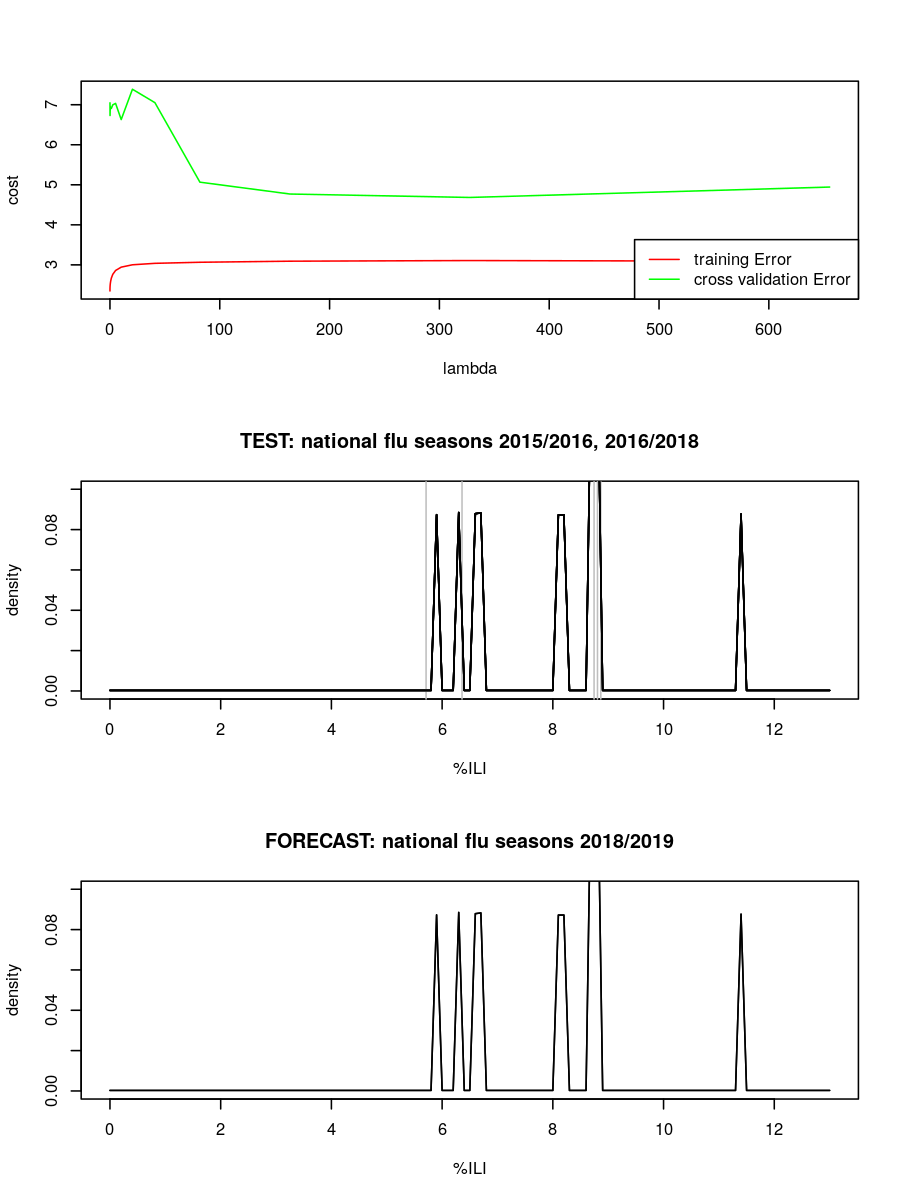 cost
7
6
5
4
3
training Error
cross validation Error
0 100 200 300 400 500 600
lambda
TEST: national flu seasons 2015/2016, 2016/2018
density
0.08
0.04
0.00
0 2 4 6 8 10 12
%ILI
FORECAST: national flu seasons 2018/2019
density
0.08
0.04
0.00
0 2 4 6 8 10 12
%ILI